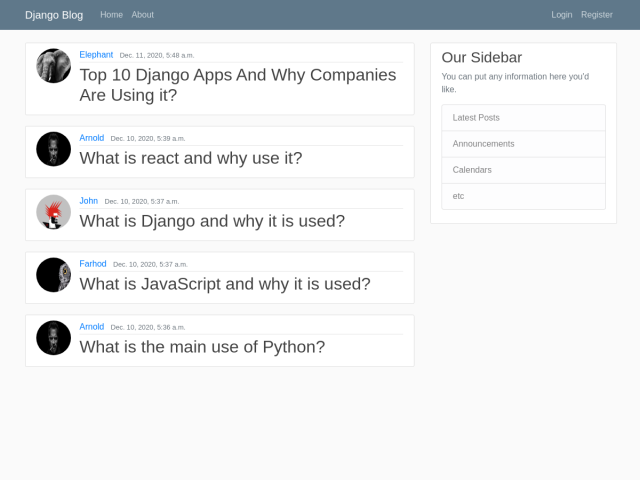 Django Blog Home About Login Register
Elephant Dec. 11, 2020, 5:48 a.m.
Top 10 Django Apps And Why Companies
Are Using it?
Arnold Dec. 10, 2020, 5:39 a.m.
What is react and why use it?
John Dec. 10, 2020, 5:37 a.m.
What is Django and why it is used?
Farhod Dec. 10, 2020, 5:37 a.m.
What is JavaScript and why it is used?
Arnold Dec. 10, 2020, 5:36 a.m.
What is the main use of Python?
Our Sidebar
You can put any information here you'd
like.
Latest Posts
Announcements
Calendars
etc